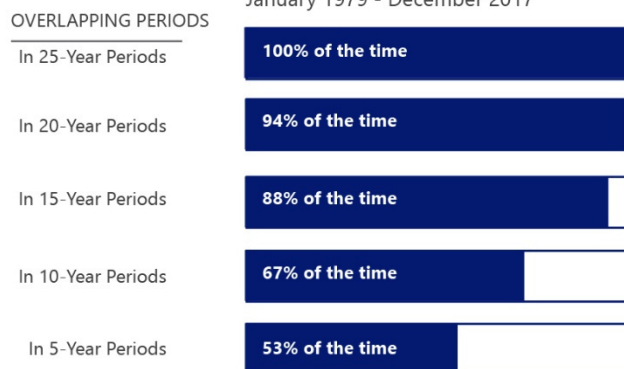 January 1979 - December 2017
OVERLAPPING PERIODS
In 25-Year Periods
100% of the time
In 20-Year Periods
94% of the time
In 15-Year Periods
88% of the time
In 10-Year Periods
67% of the time
In 5-Year Periods
53% of the time